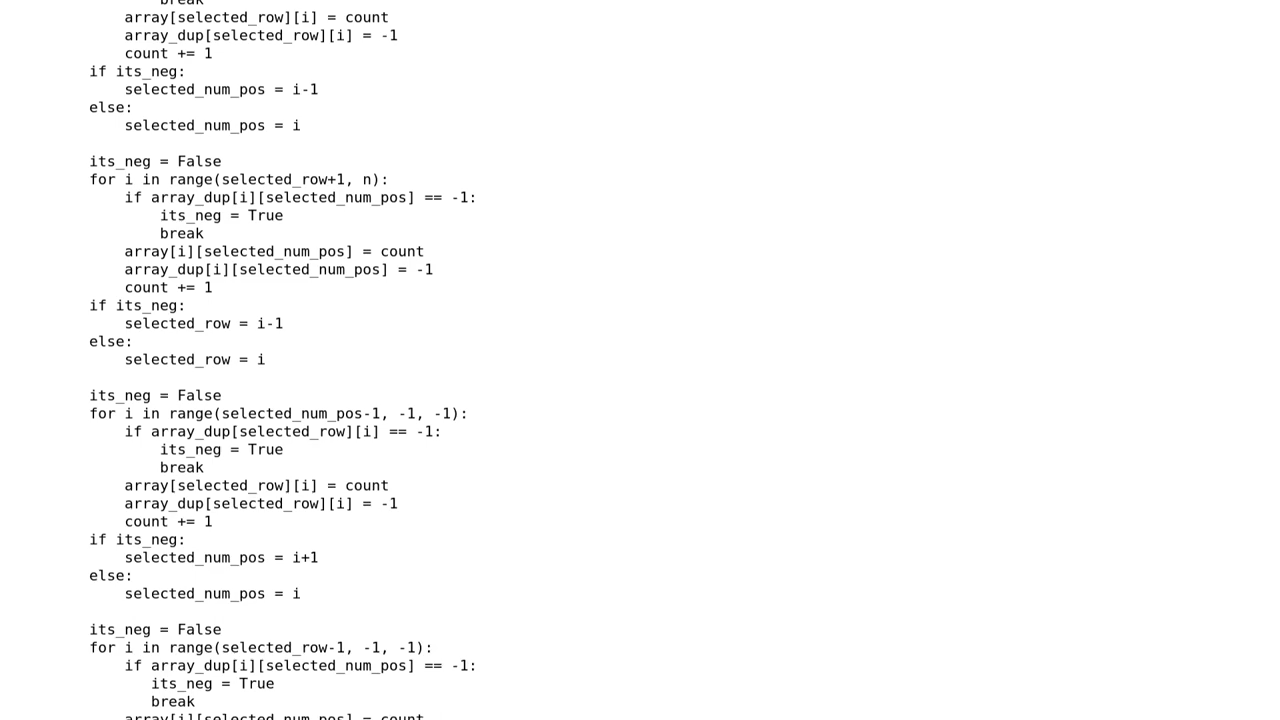 break
        array[selected_row][i] = count
        array_dup[selected_row][i] = -1
        count += 1
    if its_neg:
        selected_num_pos = i-1
    else:
        selected_num_pos = i

    its_neg = False
    for i in range(selected_row+1, n):
        if array_dup[i][selected_num_pos] == -1:
            its_neg = True
            break
        array[i][selected_num_pos] = count
        array_dup[i][selected_num_pos] = -1
        count += 1
    if its_neg:
        selected_row = i-1
    else:
        selected_row = i

    its_neg = False
    for i in range(selected_num_pos-1, -1, -1):
        if array_dup[selected_row][i] == -1:
            its_neg = True
            break
        array[selected_row][i] = count
        array_dup[selected_row][i] = -1
        count += 1
    if its_neg:
        selected_num_pos = i+1
    else:
        selected_num_pos = i

    its_neg = False
    for i in range(selected_row-1, -1, -1):
        if array_dup[i][selected_num_pos] == -1:
           its_neg = True
           break
        array[i][selected_num_pos] = count